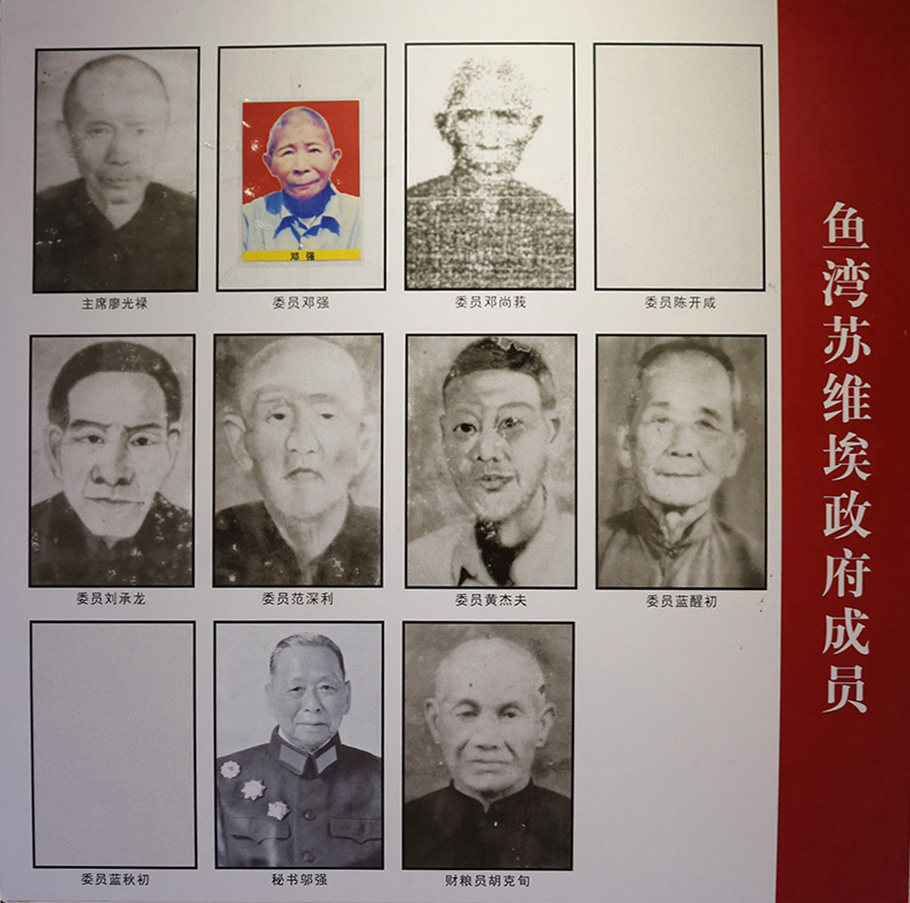 鱼湾苏维埃政府成员
主席廖光禄
邓 强
委员邓强
委员邓尚莪
委员陈开咸
委员刘承龙
委员范深利
委员黄杰夫
委员蓝醒初
委员蓝秋初
秘书邬强
财粮员胡克旬